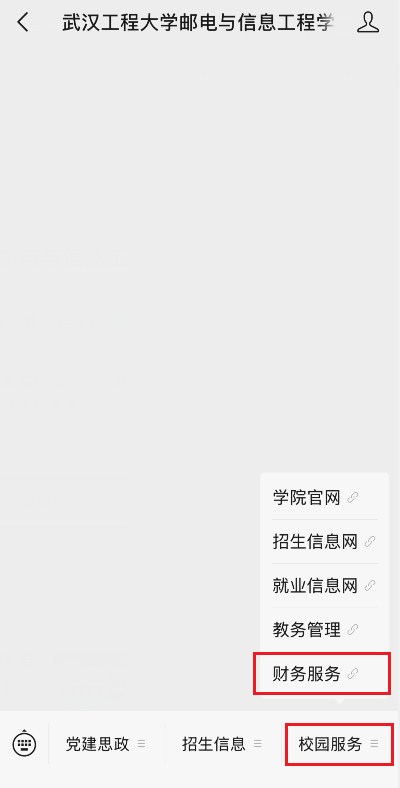 武汉工程大学邮电与信息工程学
学院官网
招生信息网
就业信息网
教务管理
财务服务
党建思政 招生信息 校园服务